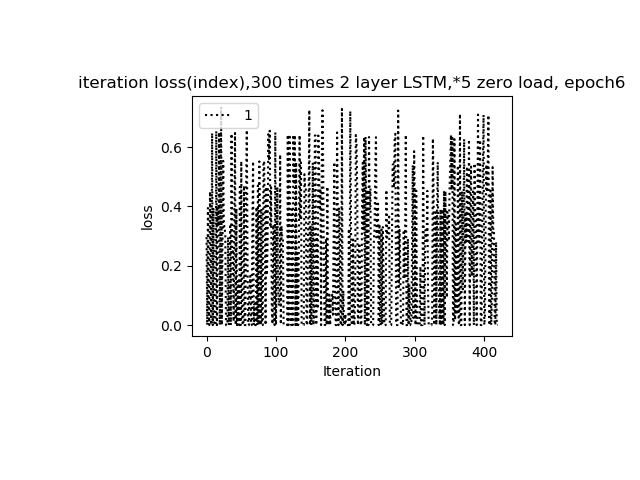 iteration loss(index),300 times 2 layer LSTM,*5 zero load, epoch6
1
0.6
0.4
0.2
0.0
loss
0 100 200 300 400
Iteration